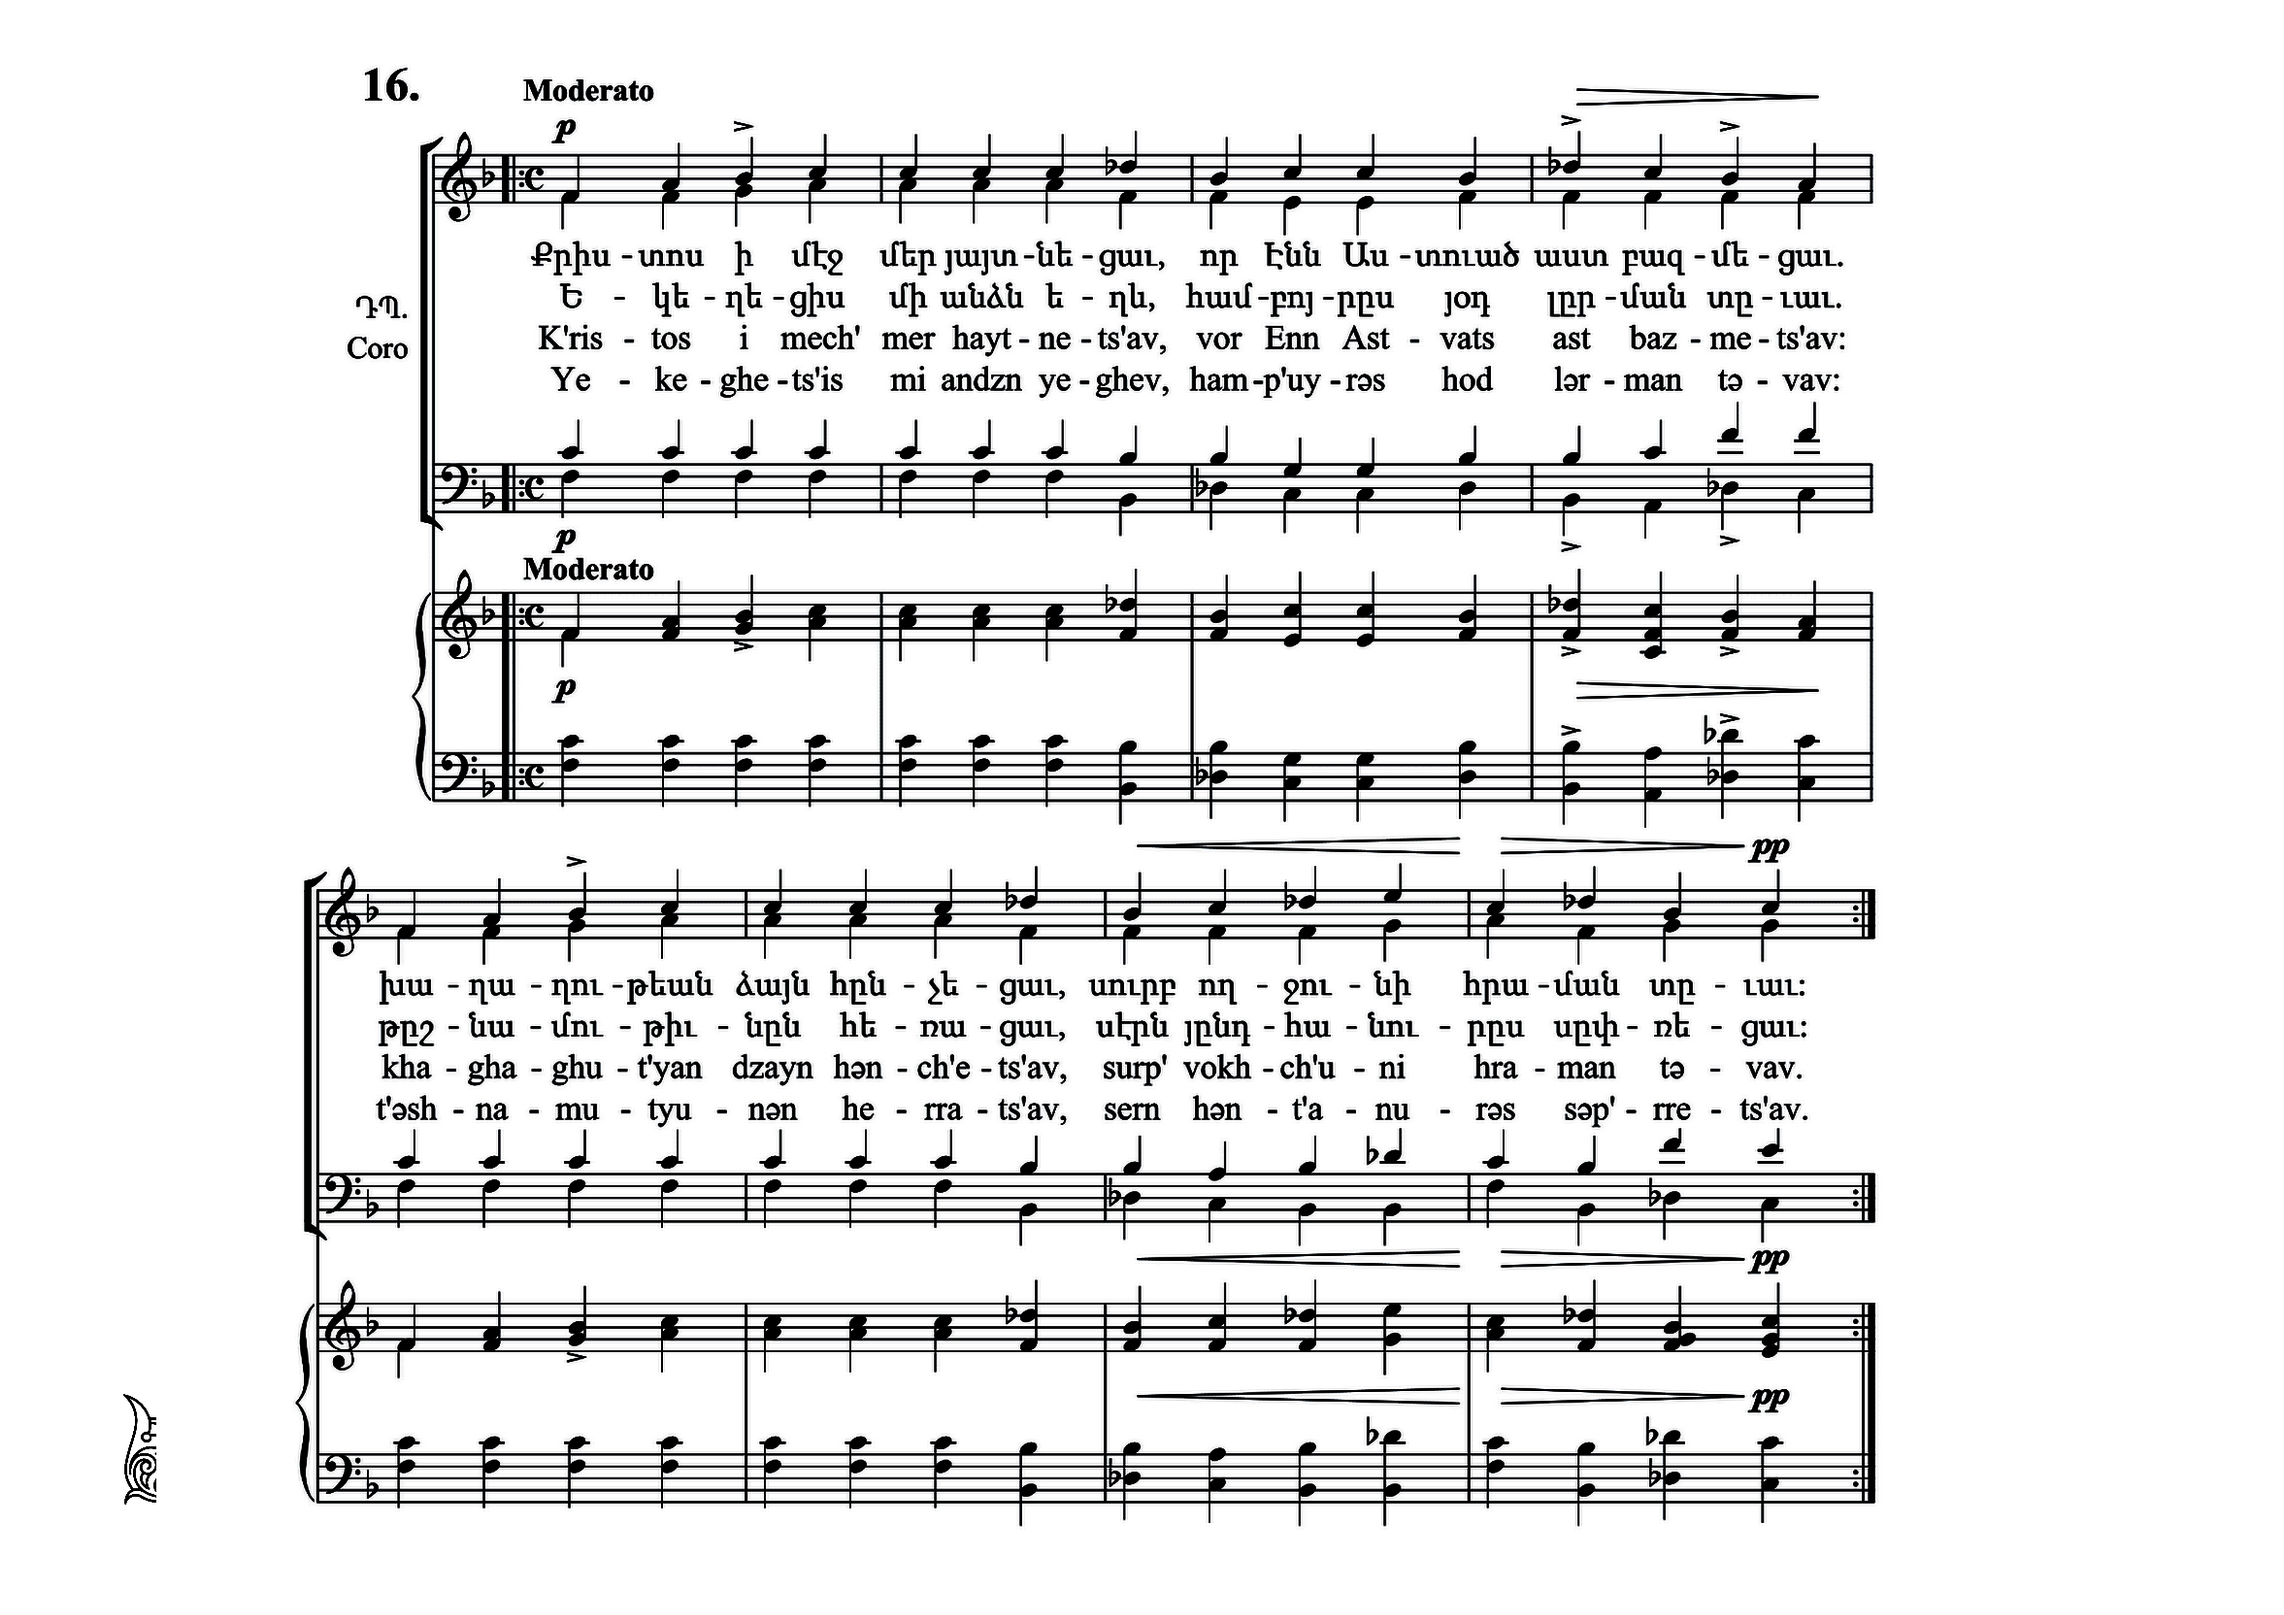 16.
Moderato
p
Քրիս - տոս ի մէջ մեր յայտ - նե - ցաւ, որ Էնն Աս - տուած աստ բազ - մե - ցաւ.
Ե - կե - ղե - ցիս մի անձն ե - ղև, համ - բոյ - րըս յօդ լըր - ման տը - ւաւ.
ԴՊ.
Coro
K'ris - tos i mech' mer hayt - ne - ts'av, vor Enn Ast - vats ast baz - me - ts'av:
Ye - ke - ghe - ts'is mi andzn ye - ghev, ham - p'uy - rəs hod lər - man tə - vav:
p
Moderato
p
pp
խա - ղա - ղու - թեան ձայն հըն - չե - ցաւ, սուրբ ող - ջու - նի հրա - ման տը - ւաւ:
թըշ - նա - մու - թիւ - նըն հե - ռա - ցաւ, սէրն յընդ - հա - նու - րըս սըփ - ռե - ցաւ:
kha - gha - ghu - t'yan dzayn hən - ch'e - ts'av, surp' vokh - ch'u - ni hra - man tə - vav.
t'əsh - na - mu - tyu - nən he - rra - ts'av, sern hən - t'a - nu - rəs səp' - rre - ts'av.
pp
pp